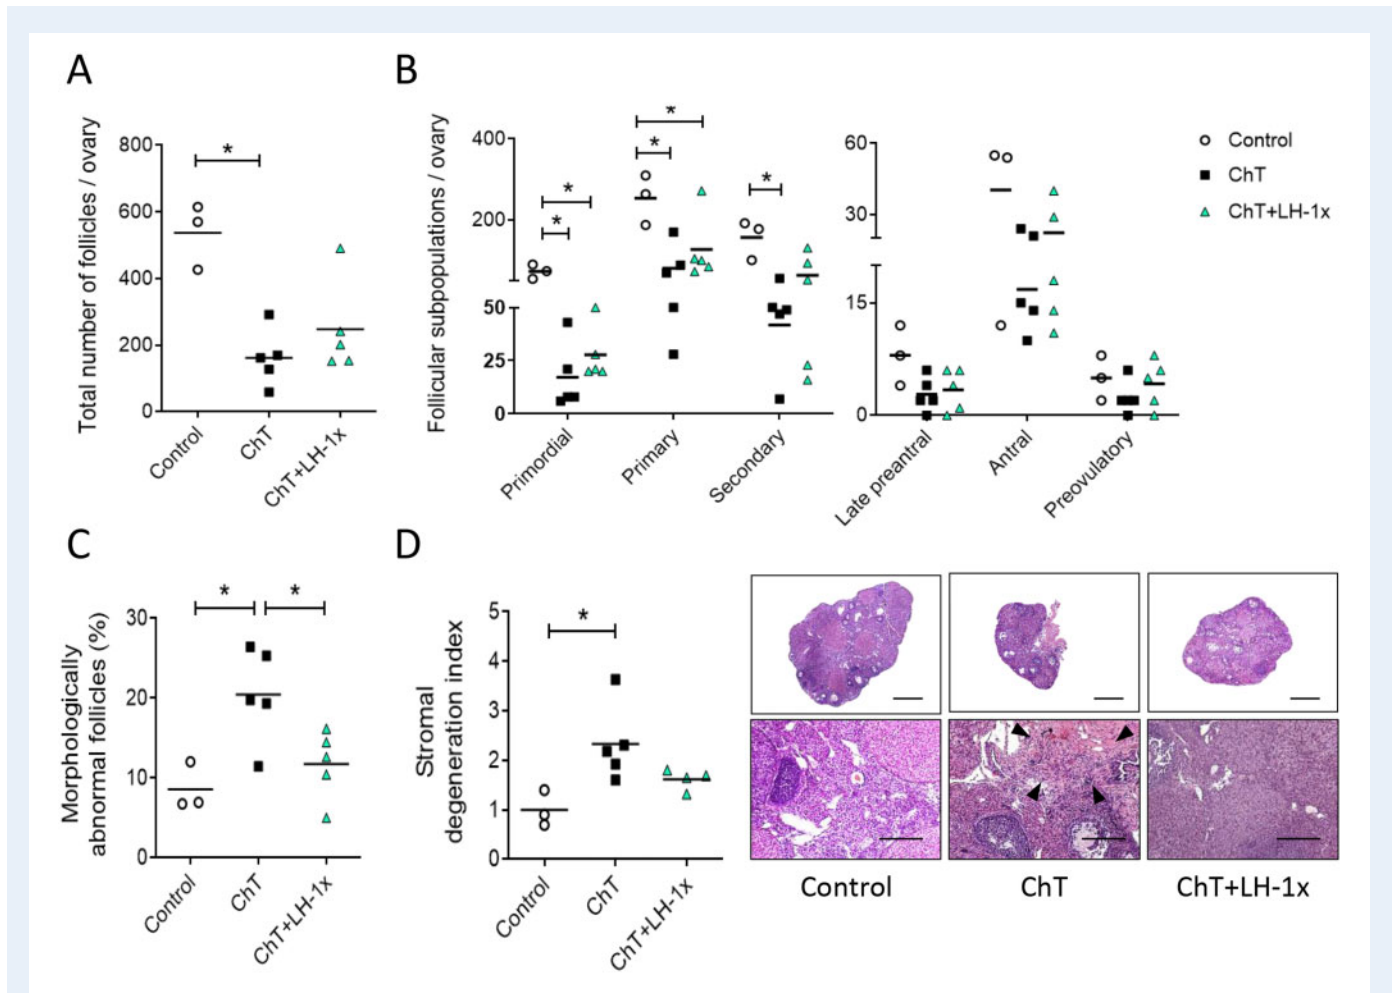 A
B
Total number of follicles / ovary
800
600
400
200
0
*
Control
ChT
ChT+LH-1x
Follicular subpopulations / ovary
400
200
50
25
0
*
*
*
*
*
Primordial
Primary
Secondary
60
30
15
0
Late preantral
Antral
Preovulatory
Control
ChT
ChT+LH-1x
C
D
Morphologically
abnormal follicles (%)
30
20
10
0
*
*
Control
ChT
ChT+LH-1x
Stromal
degeneration index
5
4
3
2
1
0
*
Control
ChT
ChT+LH-1x
Control
ChT
ChT+LH-1x